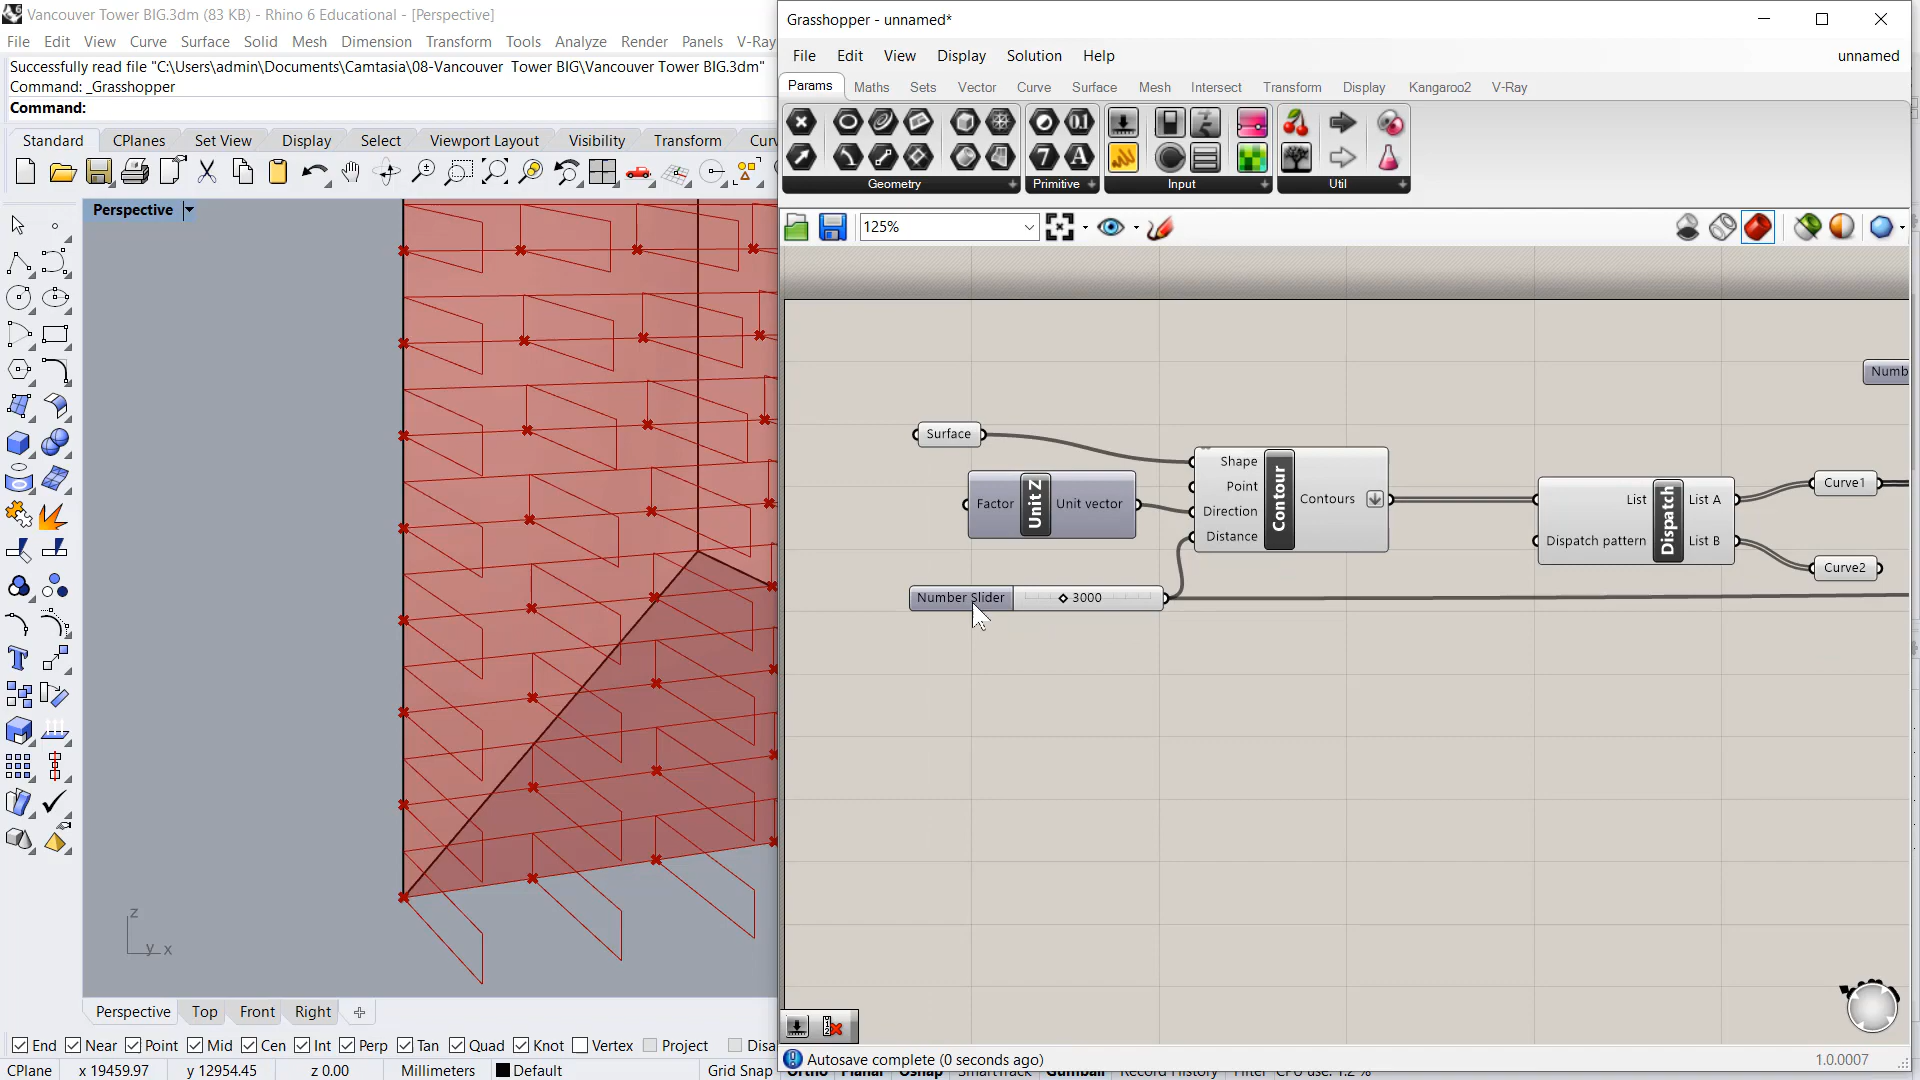 Vancouver Tower BIG.3dm (83 KB) - Rhino 6 Educational - [Perspective]
File Edit View Curve Surface Solid Mesh Dimension Transform Tools Analyze Render Panels V-Ray
Successfully read file "C:\Users\admin\Documents\Camtasia\08-Vancouver Tower BIG\Vancouver Tower BIG.3dm"
Command: _Grasshopper
Command:
Standard CPlanes Set View Display Select Viewport Layout Visibility Transform
Perspective
z
y x
Perspective Top Front Right
End Near Point Mid Cen Int Perp Tan Quad Knot Vertex Project
CPlane x 19459.97 y 12954.45 z 0.00 Millimeters Default Grid Snap
Grasshopper - unnamed*
File Edit View Display Solution Help unnamed
Params Maths Sets Vector Curve Surface Mesh Intersect Transform Display Kangaroo2 V-Ray
Geometry Primitive Input Util
125%
Surface
Factor Unit Z Unit vector
Number Slider 3000
Shape
Point
Direction
Distance
Contour
Contours
List
Dispatch pattern
Dispatch
List A
List B
Curve1
Curve2
Autosave complete (0 seconds ago) 1.0.0007